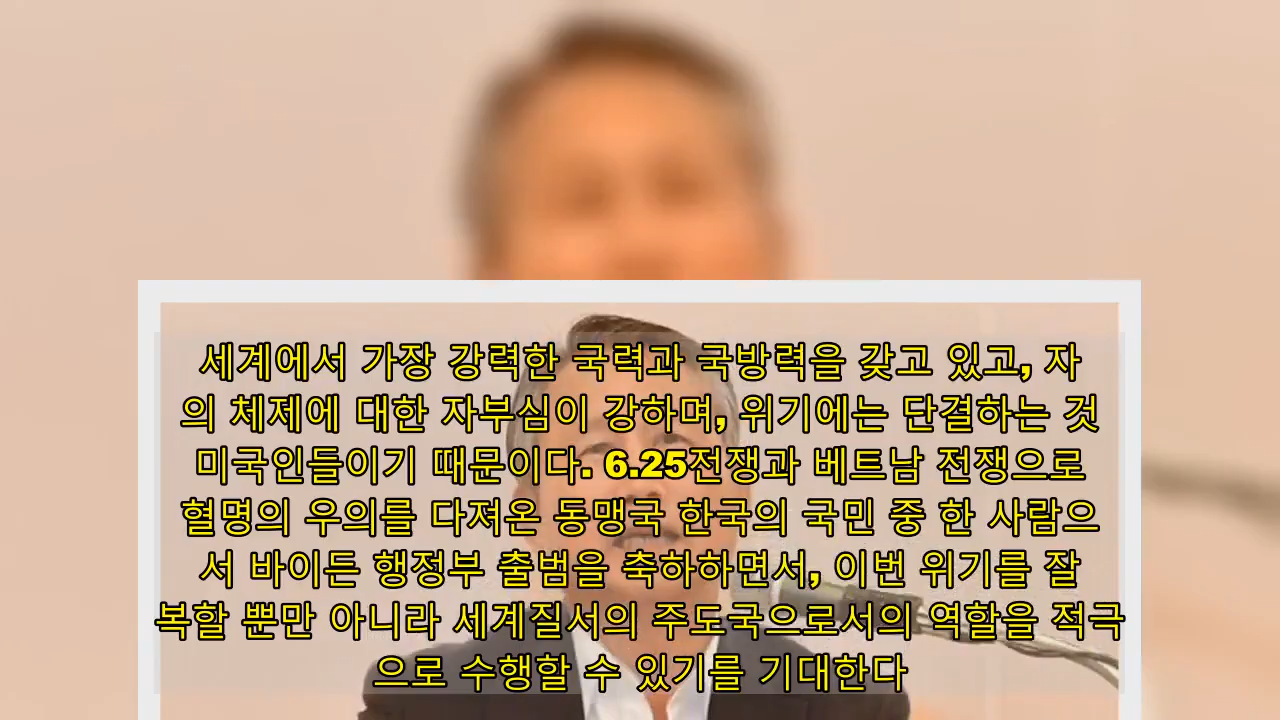 세계에서 가장 강력한 국력과 국방력을 갖고 있고, 자
의 체제에 대한 자부심이 강하며, 위기에는 단결하는 것
미국인들이기 때문이다. 6.25전쟁과 베트남 전쟁으로
혈명의 우의를 다져온 동맹국 한국의 국민 중 한 사람으
서 바이든 행정부 출범을 축하하면서, 이번 위기를 잘
복할 뿐만 아니라 세계질서의 주도국으로서의 역할을 적극
으로 수행할 수 있기를 기대한다